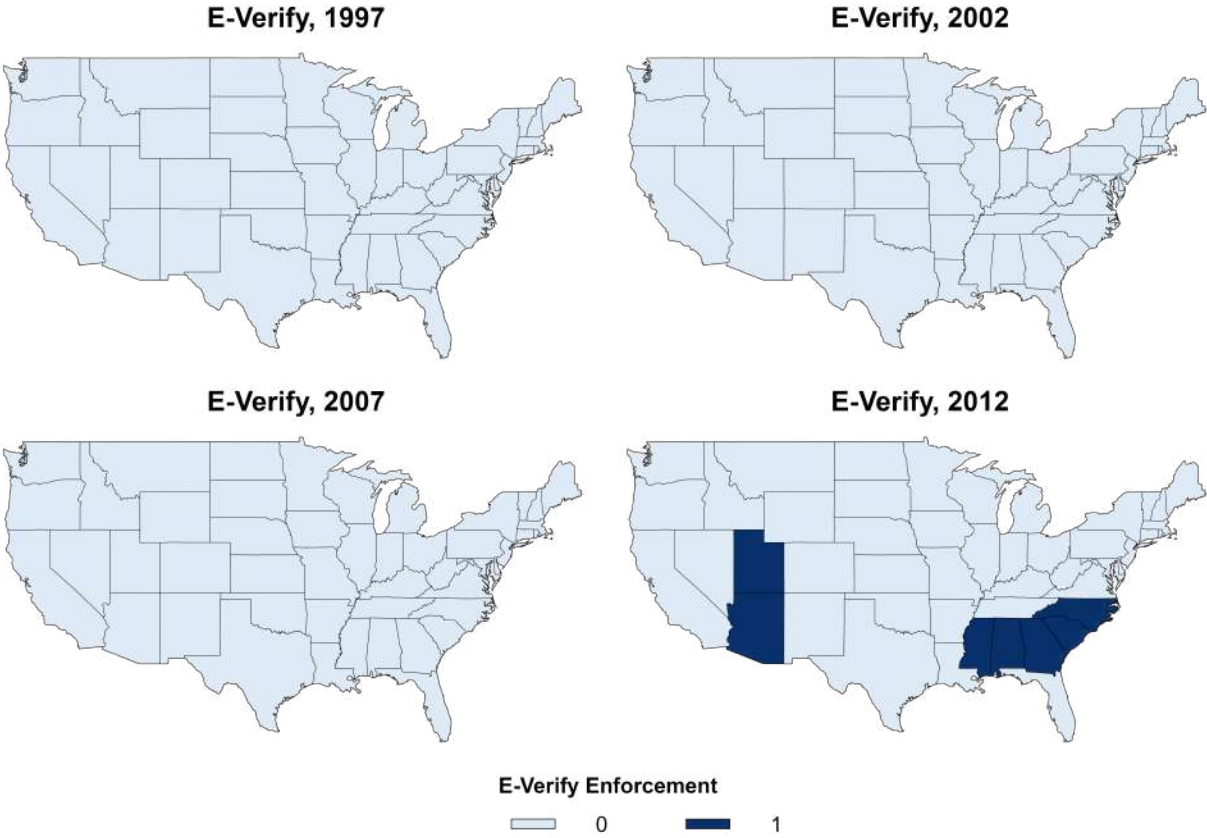 E-Verify, 1997
E-Verify, 2002
E-Verify, 2007
E-Verify, 2012
E-Verify Enforcement
0
1